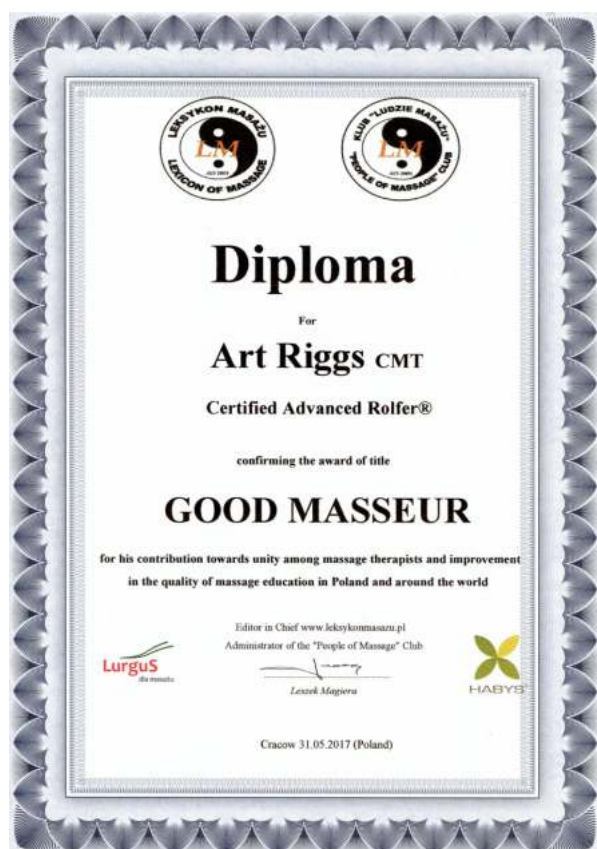 LEKSYKON MASAŻU
LM
LEXICON OF MASSAGE
KLUB "LUDZIE MASAŻU"
LM
"PEOPLE OF MASSAGE" CLUB
Diploma
For
Art Riggs CMT
Certified Advanced Rolfer®
confirming the award of title
GOOD MASSEUR
for his contribution towards unity among massage therapists and improvement
in the quality of massage education in Poland and around the world
Editor in Chief www.leksykonmasazu.pl
Administrator of the "People of Massage" Club
Leszek Magiera
LurguS
dla masażu
HABYS
Cracow 31.05.2017 (Poland)